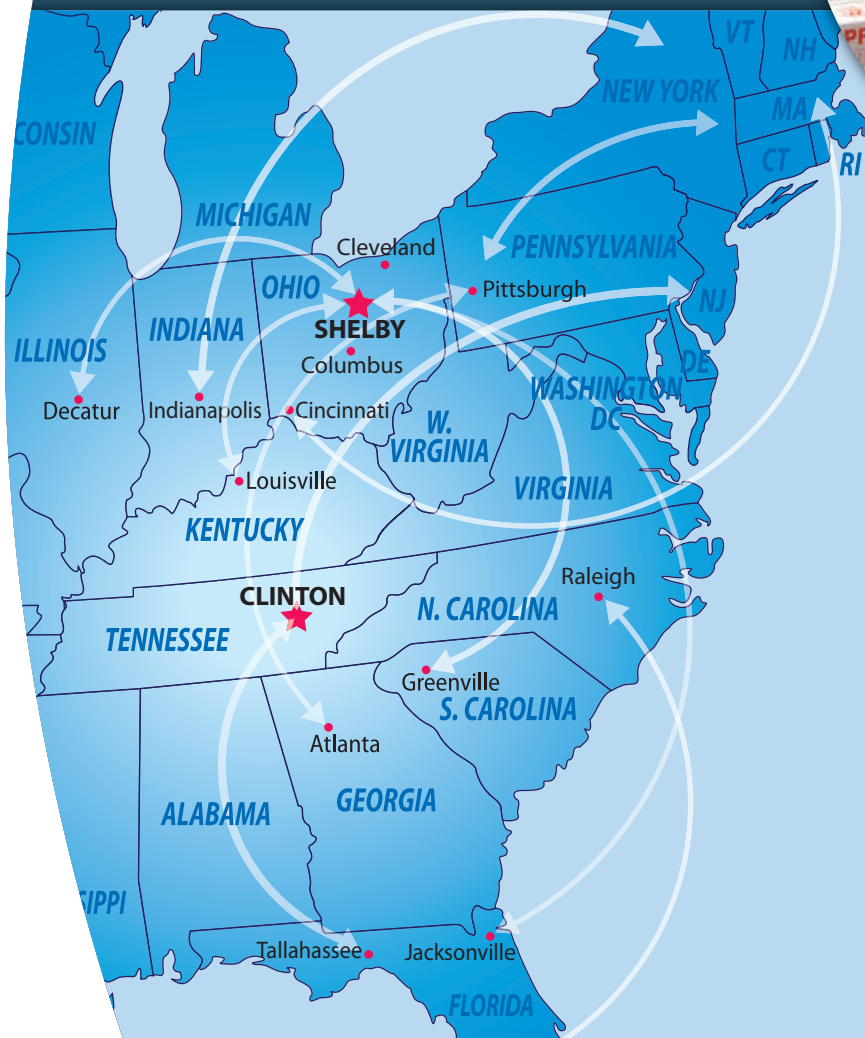 PR
VT
NH
NEW YORK
MA
CONSIN
CT
RI
MICHIGAN
Cleveland
PENNSYLVANIA
OHIO
Pittsburgh
NJ
SHELBY
INDIANA
ILLINOIS
Columbus
DE
WASHINGTON
DC
Decatur
Indianapolis
Cincinnati
W.
VIRGINIA
Louisville
VIRGINIA
KENTUCKY
Raleigh
CLINTON
N. CAROLINA
TENNESSEE
Greenville
S. CAROLINA
Atlanta
GEORGIA
ALABAMA
SIPPI
Tallahassee
Jacksonville
FLORIDA